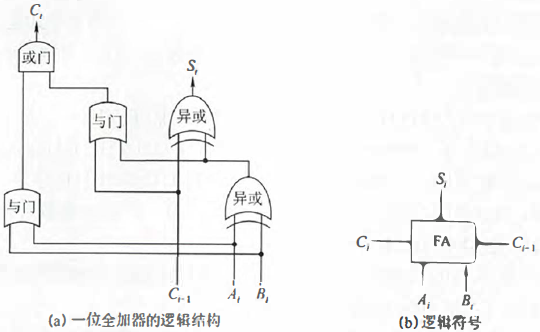 C_i
或门
S_i
与门
异或
与门
异或
S_i
C_i
FA
C_{i-1}
C_{i-1}
A_i
B_i
A_i
B_i
(a)一位全加器的逻辑结构
(b)逻辑符号